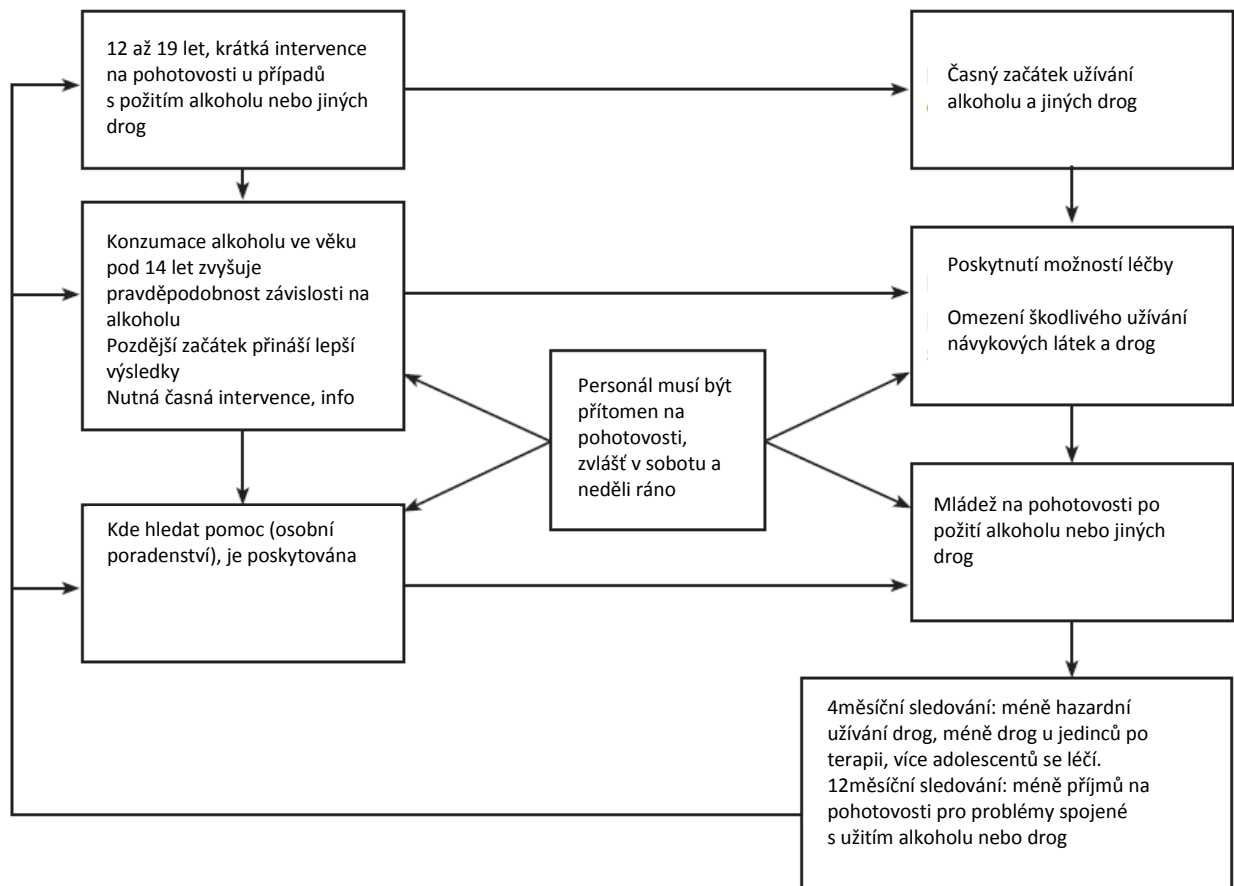 12 až 19 let, krátká intervence
na pohotovosti u případů
s požitím alkoholu nebo jiných
drog
Časný začátek užívání
alkoholu a jiných drog
Konzumace alkoholu ve věku
pod 14 let zvyšuje
pravděpodobnost závislosti na
alkoholu
Pozdější začátek přináší lepší
výsledky
Nutná časná intervence, info
Poskytnutí možností léčby
Omezení škodlivého užívání
návykových látek a drog
Personál musí být
přítomen na
pohotovosti,
zvlášť v sobotu a
neděli ráno
Kde hledat pomoc (osobní
poradenství), je poskytována
Mládež na pohotovosti po
požití alkoholu nebo jiných
drog
4měsíční sledování: méně hazardní
užívání drog, méně drog u jedinců po
terapii, více adolescentů se léčí.
12měsíční sledování: méně příjmů na
pohotovosti pro problémy spojené
s užitím alkoholu nebo drog